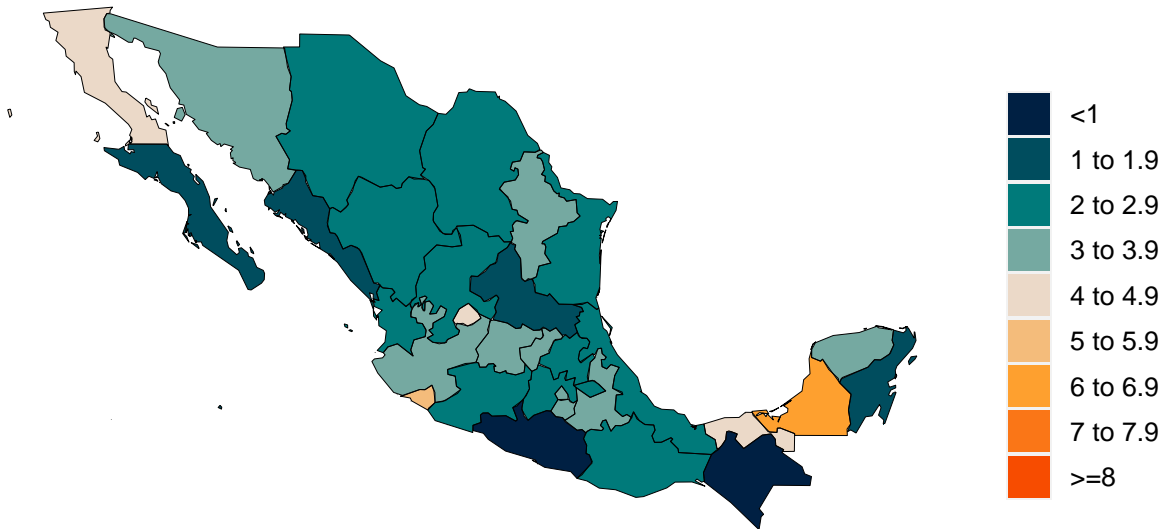 <1
1 to 1.9
2 to 2.9
3 to 3.9
4 to 4.9
5 to 5.9
6 to 6.9
7 to 7.9
>=8